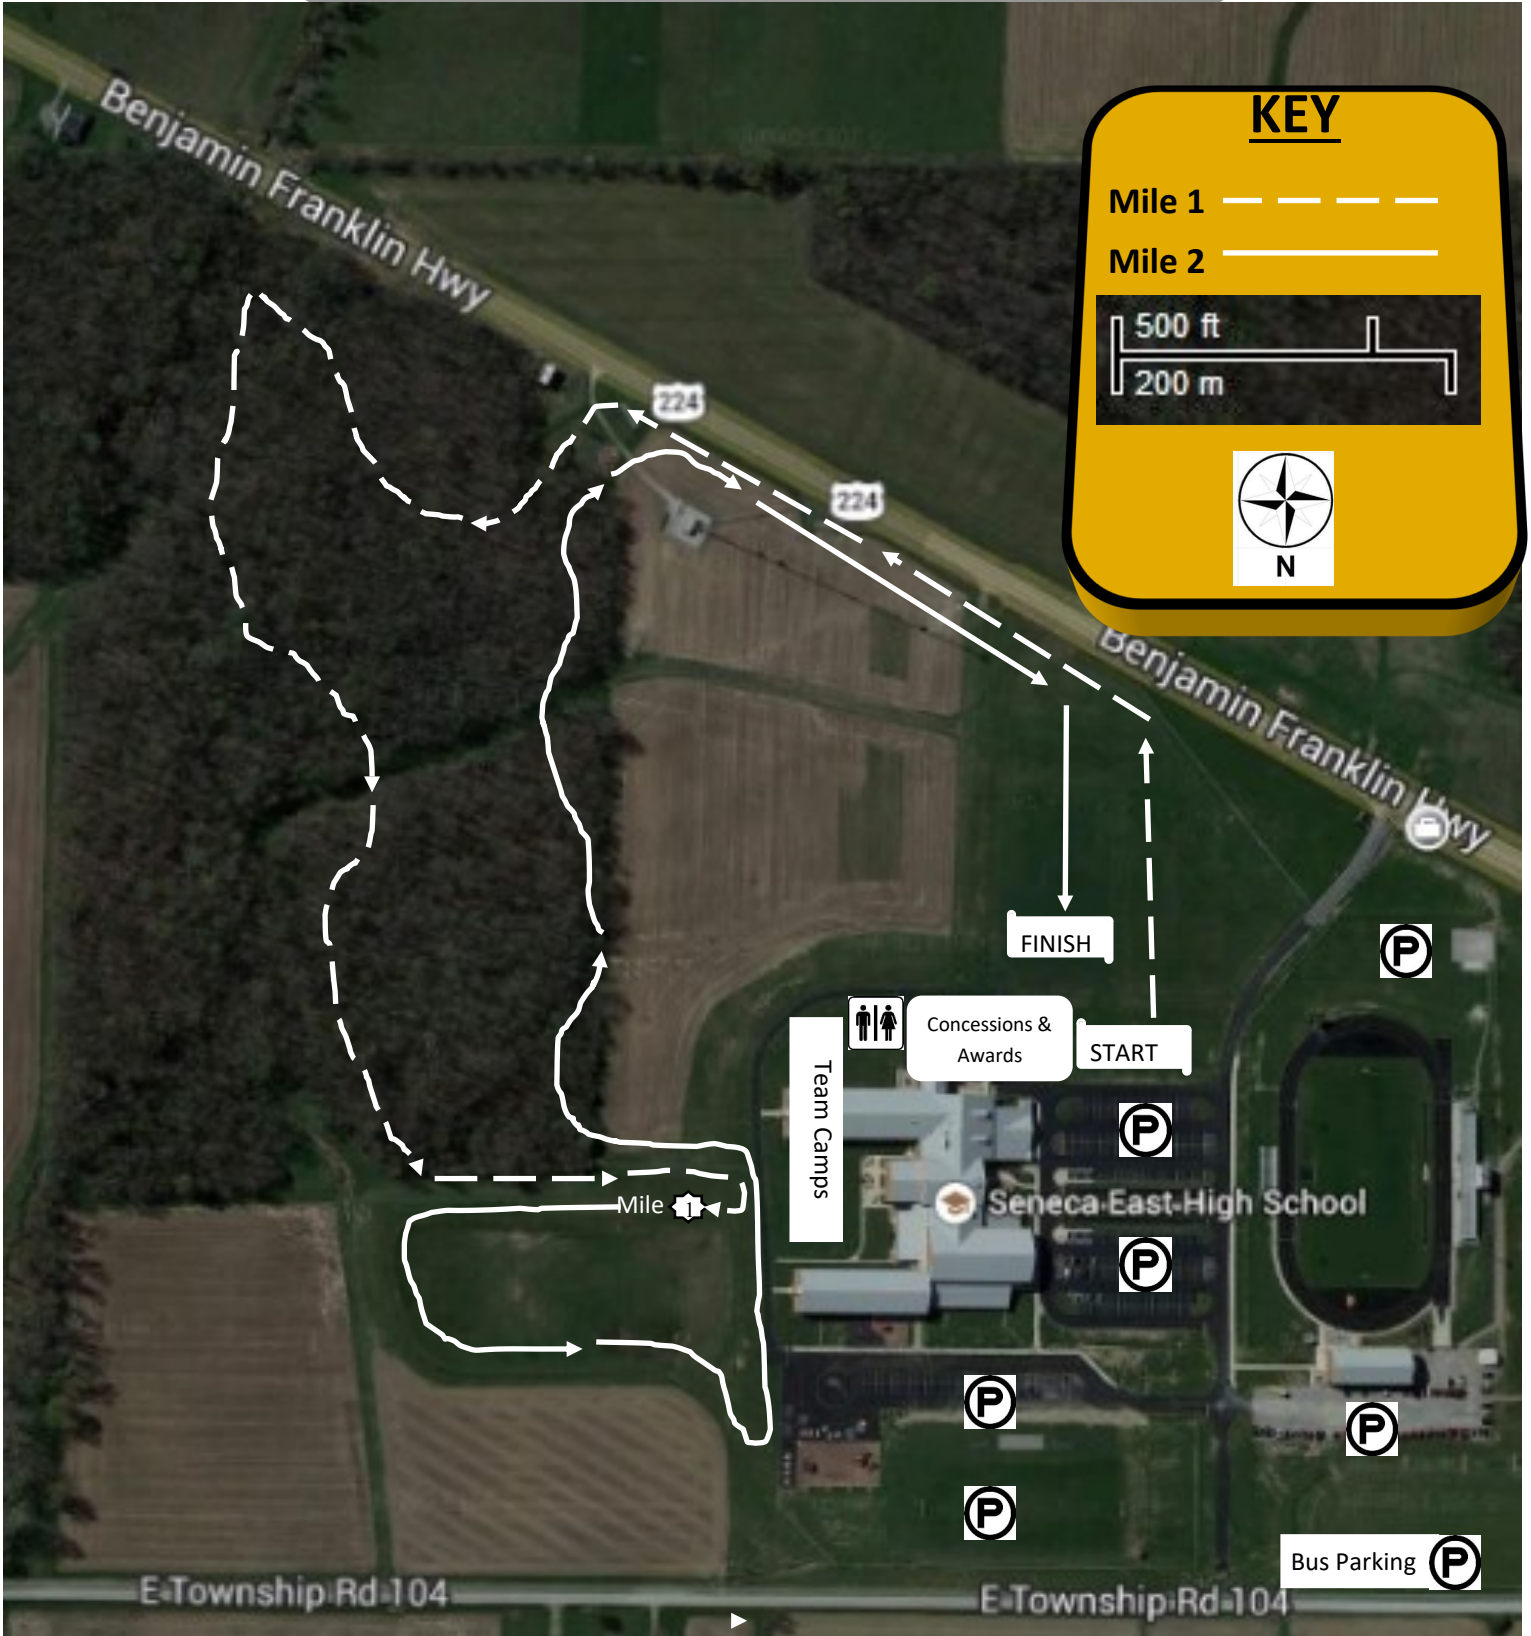 KEY
Mile 1
Mile 2
500 ft
200 m
N
Benjamin Franklin Hwy
224
224
Benjamin Franklin Hwy
FINISH
P
Concessions &
Awards
START
Team Camps
P
Mile 1
Seneca East High School
P
P
P
P
Bus Parking P
E Township Rd 104
E Township Rd 104